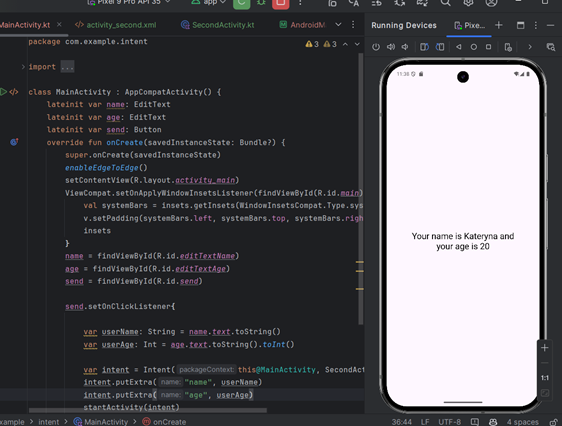 Pixel 9 Pro API 35
app
MainActivity.kt
activity_second.xml
SecondActivity.kt
AndroidM
Running Devices
Pixe...
package com.example.intent
3
3
import ...
class MainActivity : AppCompatActivity() {
lateinit var name: EditText
lateinit var age: EditText
lateinit var send: Button
override fun onCreate(savedInstanceState: Bundle?) {
super.onCreate(savedInstanceState)
enableEdgeToEdge()
setContentView(R.layout.activity_main)
ViewCompat.setOnApplyWindowInsetsListener(findViewById(R.id.main)
val systemBars = insets.getInsets(WindowInsetsCompat.Type.sys
v.setPadding(systemBars.left, systemBars.top, systemBars.righ
insets
}
name = findViewById(R.id.editTextName)
age = findViewById(R.id.editTextAge)
send = findViewById(R.id.send)
send.setOnClickListener{
var userName: String = name.text.toString()
var userAge: Int = age.text.toString().toInt()
var intent = Intent( packageContext: this@MainActivity, SecondAct
intent.putExtra( name: "name", userName)
intent.putExtra( name: "age", userAge)
startActivity(intent)
11:36
Your name is Kateryna and
your age is 20
1:1
example > intent > MainActivity > onCreate
36:44 LF UTF-8 4 spaces